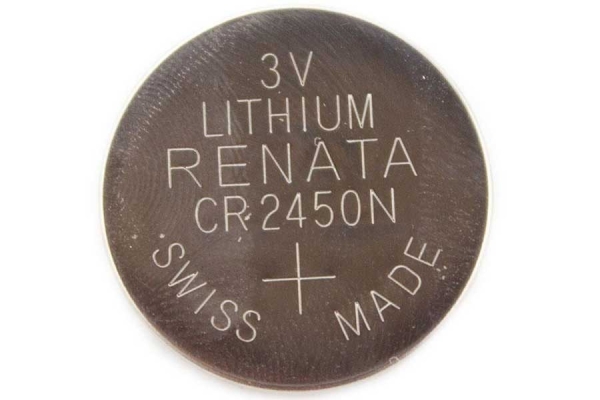 3V
LITHIUM
RENATA
CR2450N
+
SWISS MADE